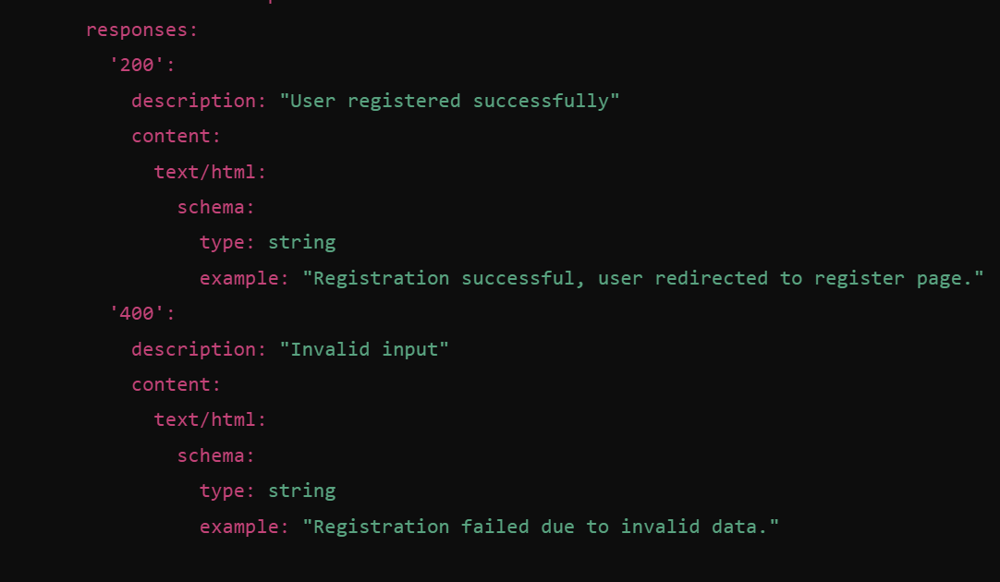 responses:
'200':
description: "User registered successfully"
content:
text/html:
schema:
type: string
example: "Registration successful, user redirected to register page."
'400':
description: "Invalid input"
content:
text/html:
schema:
type: string
example: "Registration failed due to invalid data."